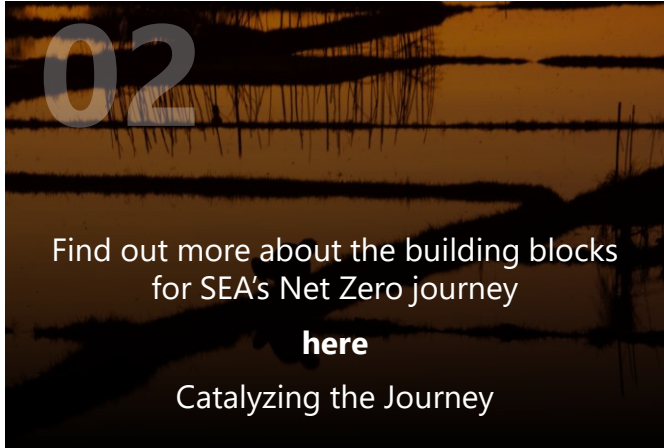 02
Find out more about the building blocks
for SEA's Net Zero journey
here
Catalyzing the Journey